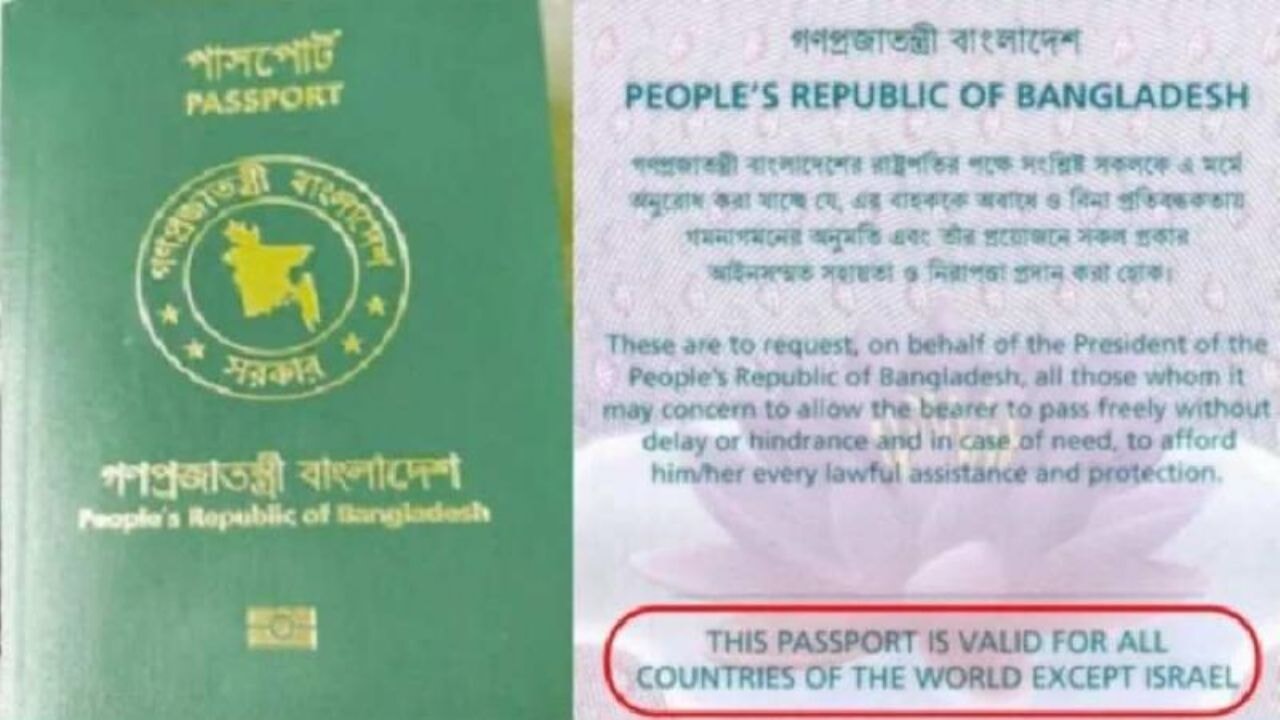 পাসপোর্ট
PASSPORT
গণপ্রজাতন্ত্রী বাংলাদেশ
সরকার
গণপ্রজাতন্ত্রী বাংলাদেশ
People's Republic of Bangladesh
গণপ্রজাতন্ত্রী বাংলাদেশ
PEOPLE'S REPUBLIC OF BANGLADESH
গণপ্রজাতন্ত্রী বাংলাদেশের রাষ্ট্রপতির পক্ষে সংশ্লিষ্ট সকলকে এ মর্মে
অনুরোধ করা যাচ্ছে যে, এর বাহককে অবাধে ও বিনা প্রতিবন্ধকতায়
গমনাগমনের অনুমতি এবং তাঁর প্রয়োজনে সকল প্রকার
আইনসম্মত সহায়তা ও নিরাপত্তা প্রদান করা হোক।
These are to request, on behalf of the President of the
People's Republic of Bangladesh, all those whom it
may concern to allow the bearer to pass freely without
delay or hindrance and in case of need, to afford
him/her every lawful assistance and protection.
THIS PASSPORT IS VALID FOR ALL
COUNTRIES OF THE WORLD EXCEPT ISRAEL